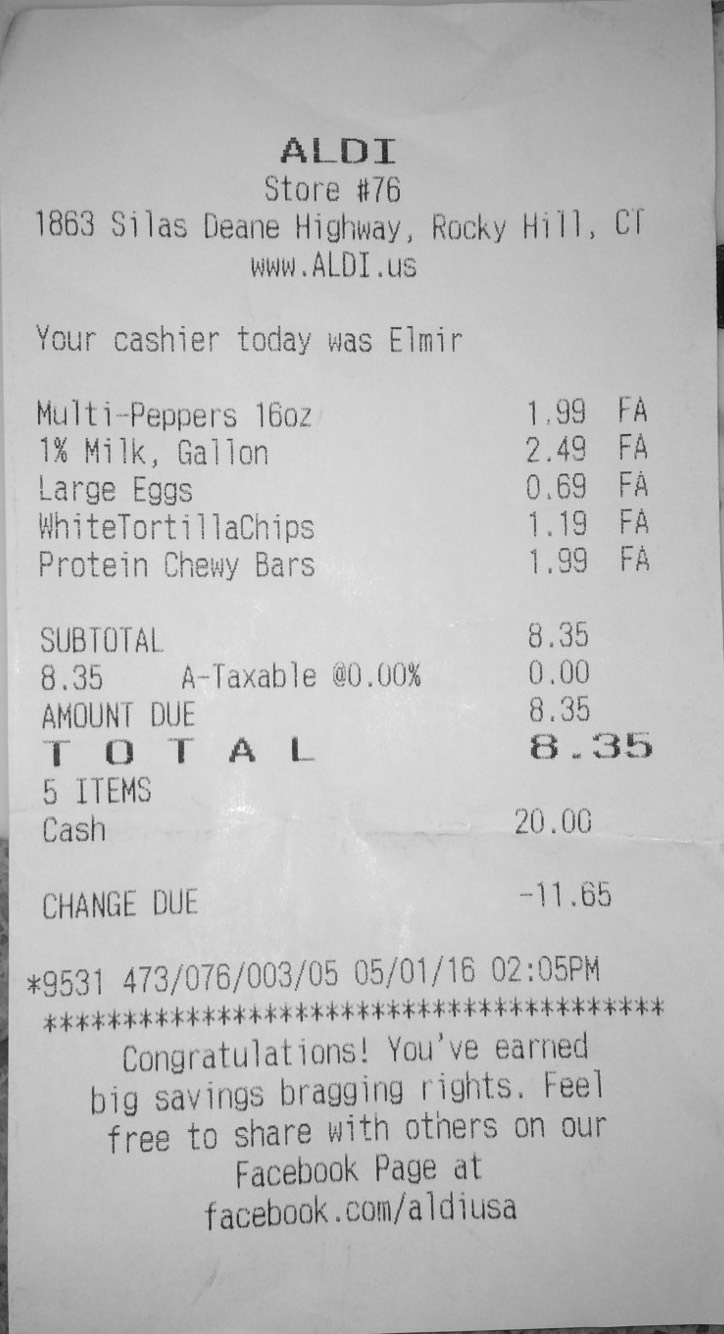 ALDI
Store #76
1863 Silas Deane Highway, Rocky Hill, CT
www.ALDI.us
Your cashier today was Elmir
Multi-Peppers 16oz 1.99 FA
1% Milk, Gallon 2.49 FA
Large Eggs 0.69 FA
WhiteTortillaChips 1.19 FA
Protein Chewy Bars 1.99 FA
SUBTOTAL 8.35
8.35 A-Taxable @0.00% 0.00
AMOUNT DUE 8.35
T O T A L 8.35
5 ITEMS
Cash 20.00
CHANGE DUE -11.65
*9531 473/076/003/05 05/01/16 02:05PM
****************************************
Congratulations! You've earned
big savings bragging rights. Feel
free to share with others on our
Facebook Page at
facebook.com/aldiusa